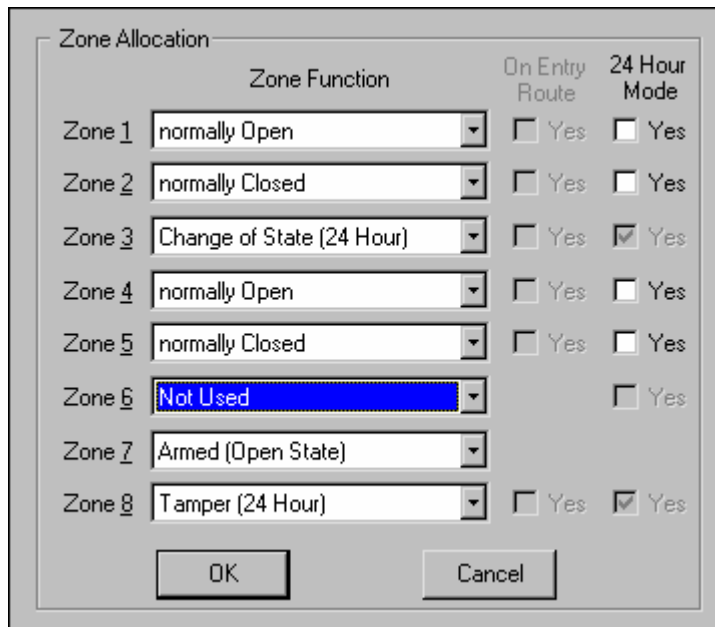 Zone Allocation
Zone Function On Entry Route 24 Hour Mode
Zone 1 normally Open Yes Yes
Zone 2 normally Closed Yes Yes
Zone 3 Change of State (24 Hour) Yes Yes
Zone 4 normally Open Yes Yes
Zone 5 normally Closed Yes Yes
Zone 6 Not Used Yes
Zone 7 Armed (Open State)
Zone 8 Tamper (24 Hour) Yes Yes
OK Cancel